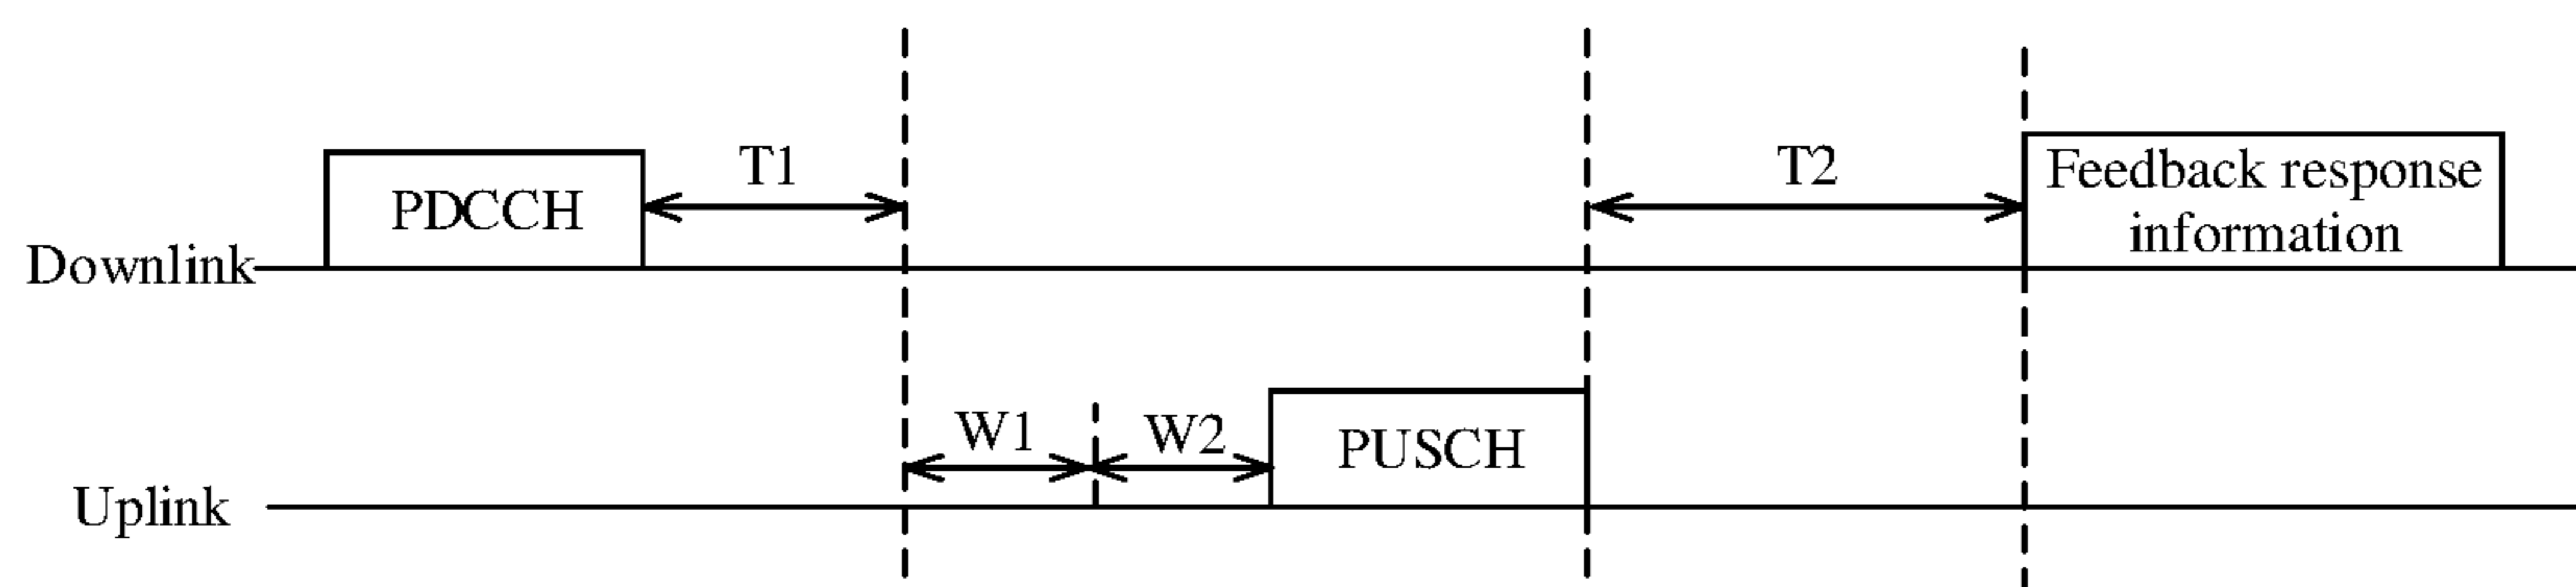 T1
T2
PDCCH
Feedback response
information
Downlink
W1
W2
PUSCH
Uplink